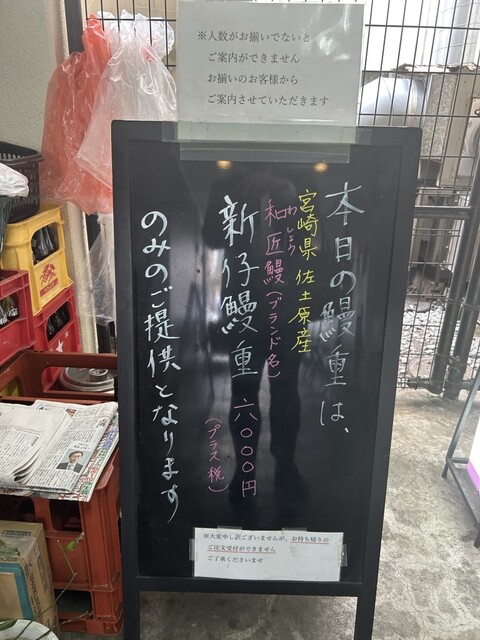 ※人数がお揃いでないと
ご案内ができません
お揃いのお客様から
ご案内させていただきます
本日の鰻重は、
宮崎県 佐土原産
わしょう
和匠鰻(ブランド名)
新仔鰻重 六〇〇〇円
(プラス税)
のみのご提供となります
※大変申し訳ございませんが、お持ち帰りの
ご注文受付ができません
ご了承くださいませ